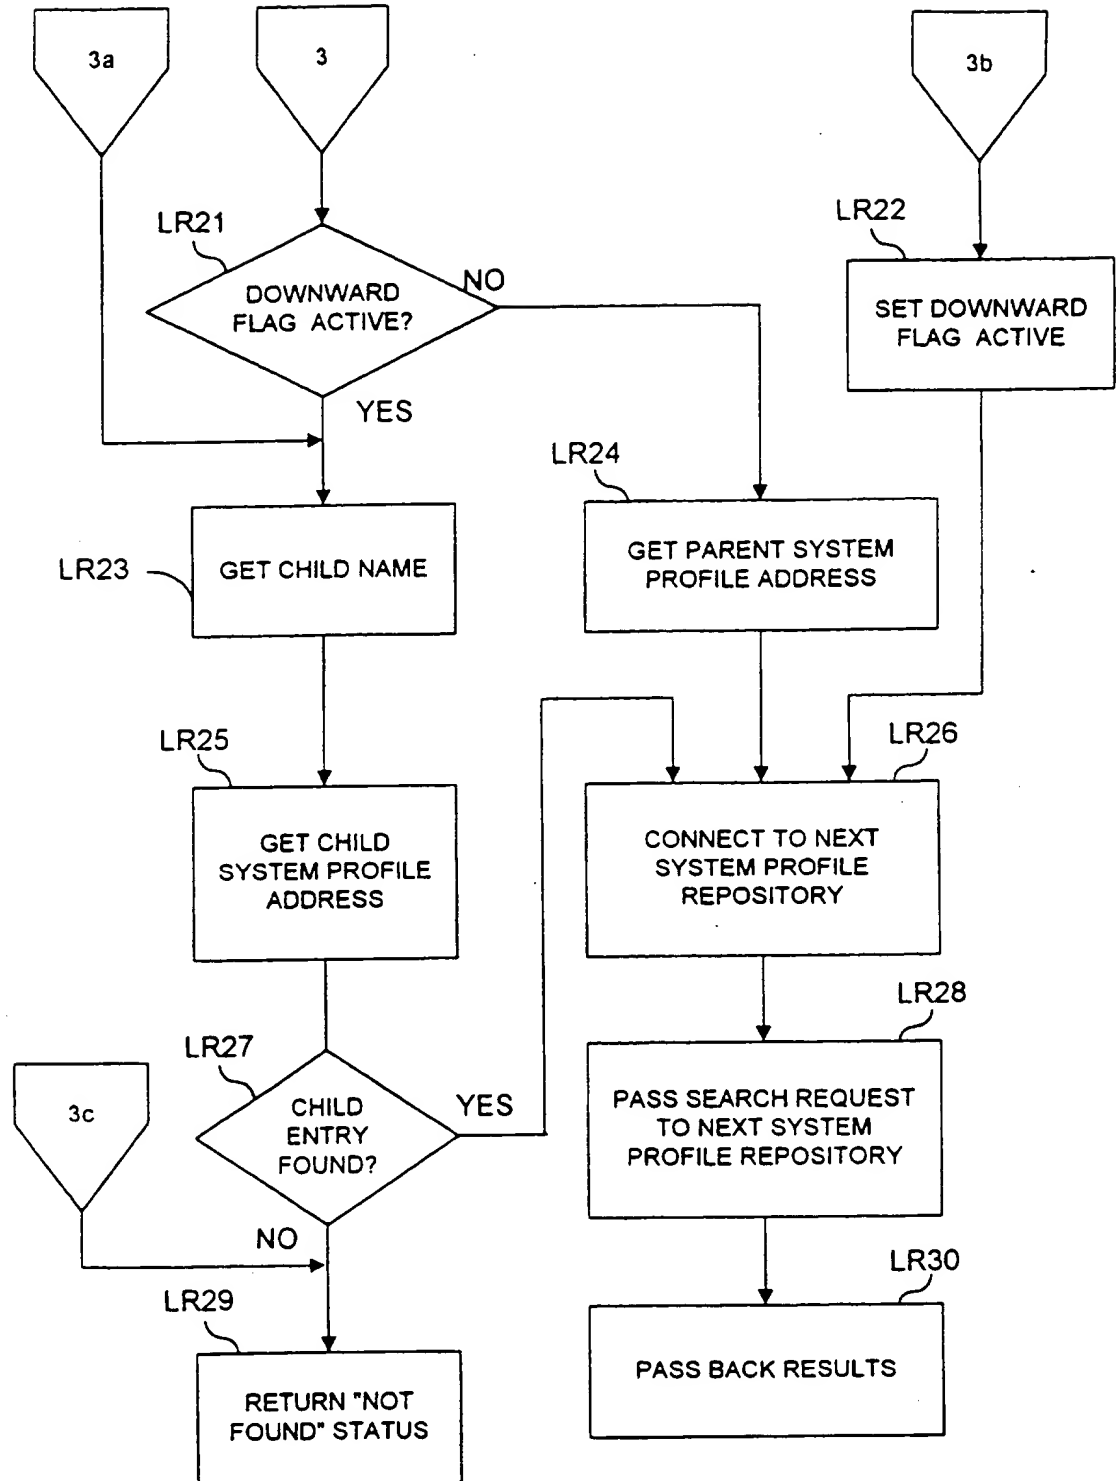 3a
3
3b
LR21
DOWNWARD
FLAG ACTIVE?
NO
YES
LR22
SET DOWNWARD
FLAG ACTIVE
LR23
GET CHILD NAME
LR24
GET PARENT SYSTEM
PROFILE ADDRESS
LR25
GET CHILD
SYSTEM PROFILE
ADDRESS
LR26
CONNECT TO NEXT
SYSTEM PROFILE
REPOSITORY
3c
LR27
CHILD
ENTRY
FOUND?
YES
NO
LR28
PASS SEARCH REQUEST
TO NEXT SYSTEM
PROFILE REPOSITORY
LR29
RETURN "NOT
FOUND" STATUS
LR30
PASS BACK RESULTS